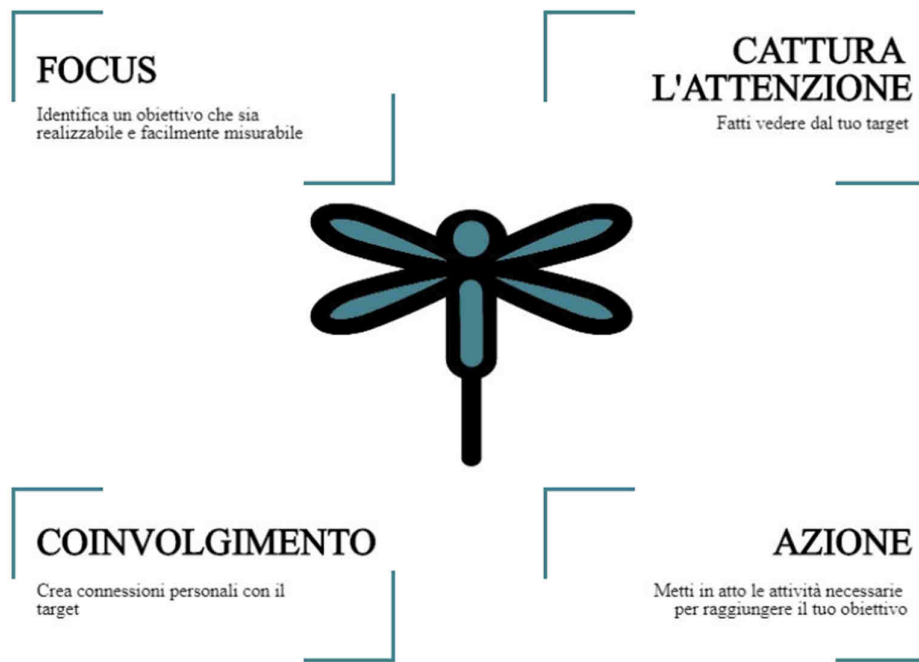 FOCUS
Identifica un obiettivo che sia
realizzabile e facilmente misurabile
CATTURA
L'ATTENZIONE
Fatti vedere dal tuo target
COINVOLGIMENTO
Crea connessioni personali con il
target
AZIONE
Metti in atto le attività necessarie
per raggiungere il tuo obiettivo